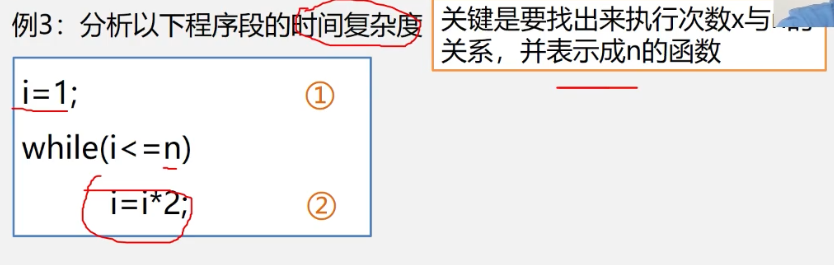 例3：分析以下程序段的时间复杂度
关键是要找出来执行次数x与 的
关系，并表示成n的函数
i=1; ①
while(i<=n)
i=i*2; ②